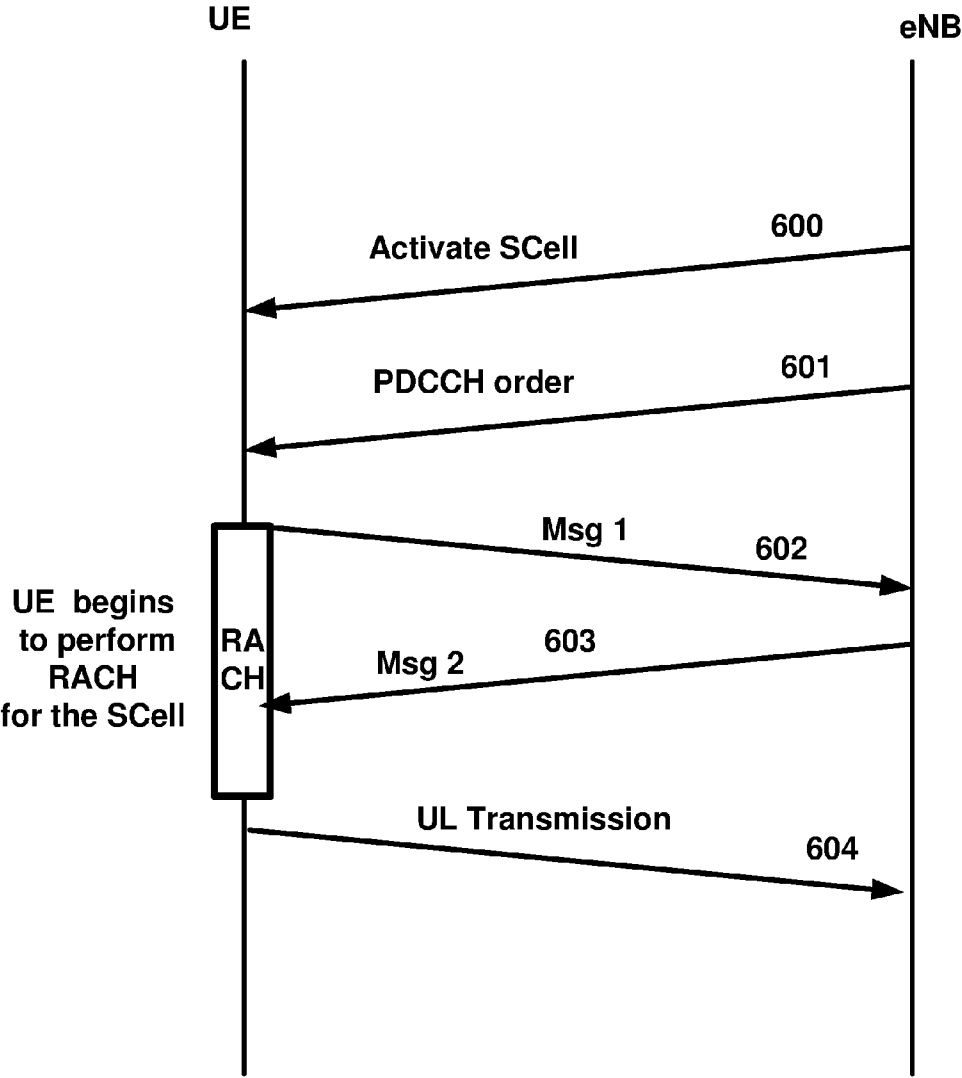 UE
eNB
600
Activate SCell
601
PDCCH order
Msg 1
602
UE begins
to perform
RACH
for the SCell
RA
CH
603
Msg 2
UL Transmission
604